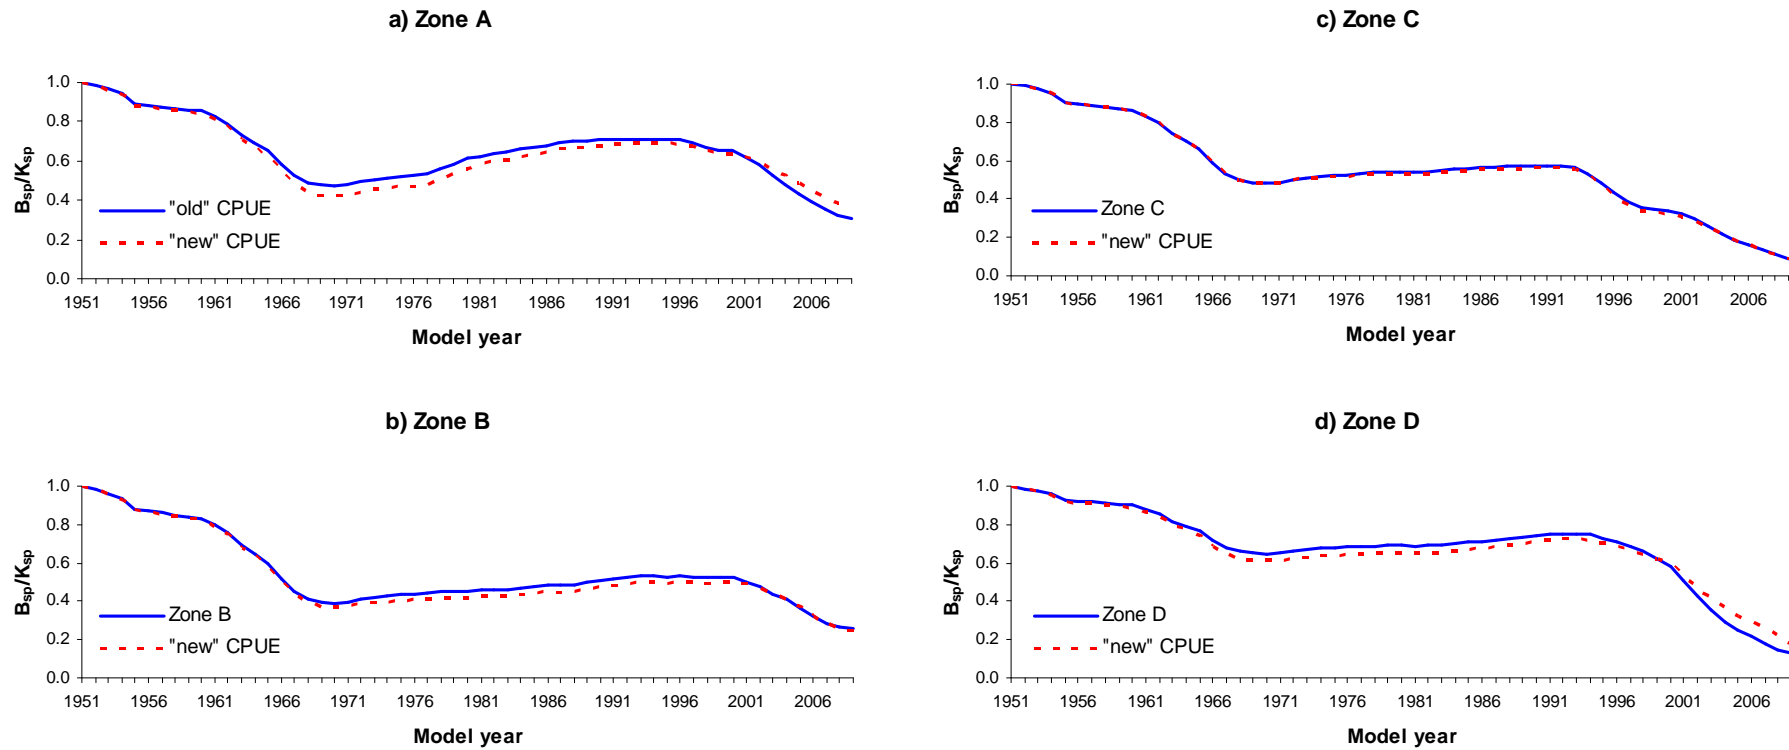 a) Zone A
Bsp/Ksp
1.0
0.8
0.6
0.4
0.2
0.0
"old" CPUE
"new" CPUE
1951 1956 1961 1966 1971 1976 1981 1986 1991 1996 2001 2006
Model year
c) Zone C
Bsp/Ksp
1.0
0.8
0.6
0.4
0.2
0.0
Zone C
"new" CPUE
1951 1956 1961 1966 1971 1976 1981 1986 1991 1996 2001 2006
Model year
b) Zone B
Bsp/Ksp
1.0
0.8
0.6
0.4
0.2
0.0
Zone B
"new" CPUE
1951 1956 1961 1966 1971 1976 1981 1986 1991 1996 2001 2006
Model year
d) Zone D
Bsp/Ksp
1.0
0.8
0.6
0.4
0.2
0.0
Zone D
"new" CPUE
1951 1956 1961 1966 1971 1976 1981 1986 1991 1996 2001 2006
Model year